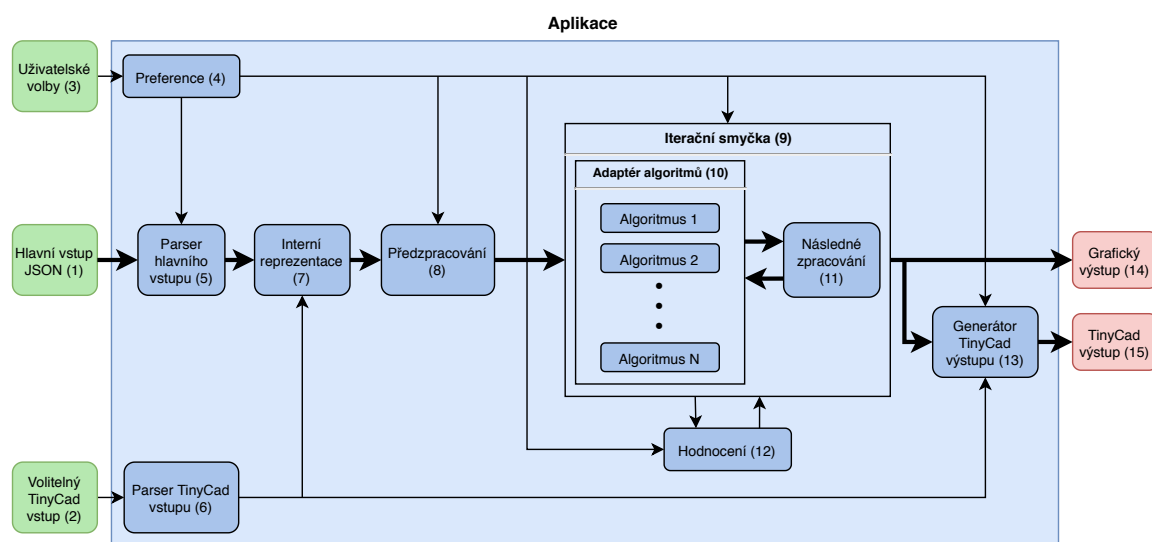 Aplikace
Uživatelské
volby (3)
Preference (4)
Iterační smyčka (9)
Adaptér algoritmů (10)
Algoritmus 1
Algoritmus 2
Algoritmus N
Následné
zpracování
(11)
Hlavní vstup
JSON (1)
Parser
hlavního
vstupu (5)
Interní
reprezentace
(7)
Předzpracování
(8)
Grafický
výstup (14)
Generátor
TinyCad
výstupu (13)
TinyCad
výstup (15)
Hodnocení (12)
Volitelný
TinyCad
vstup (2)
Parser TinyCad
vstupu (6)